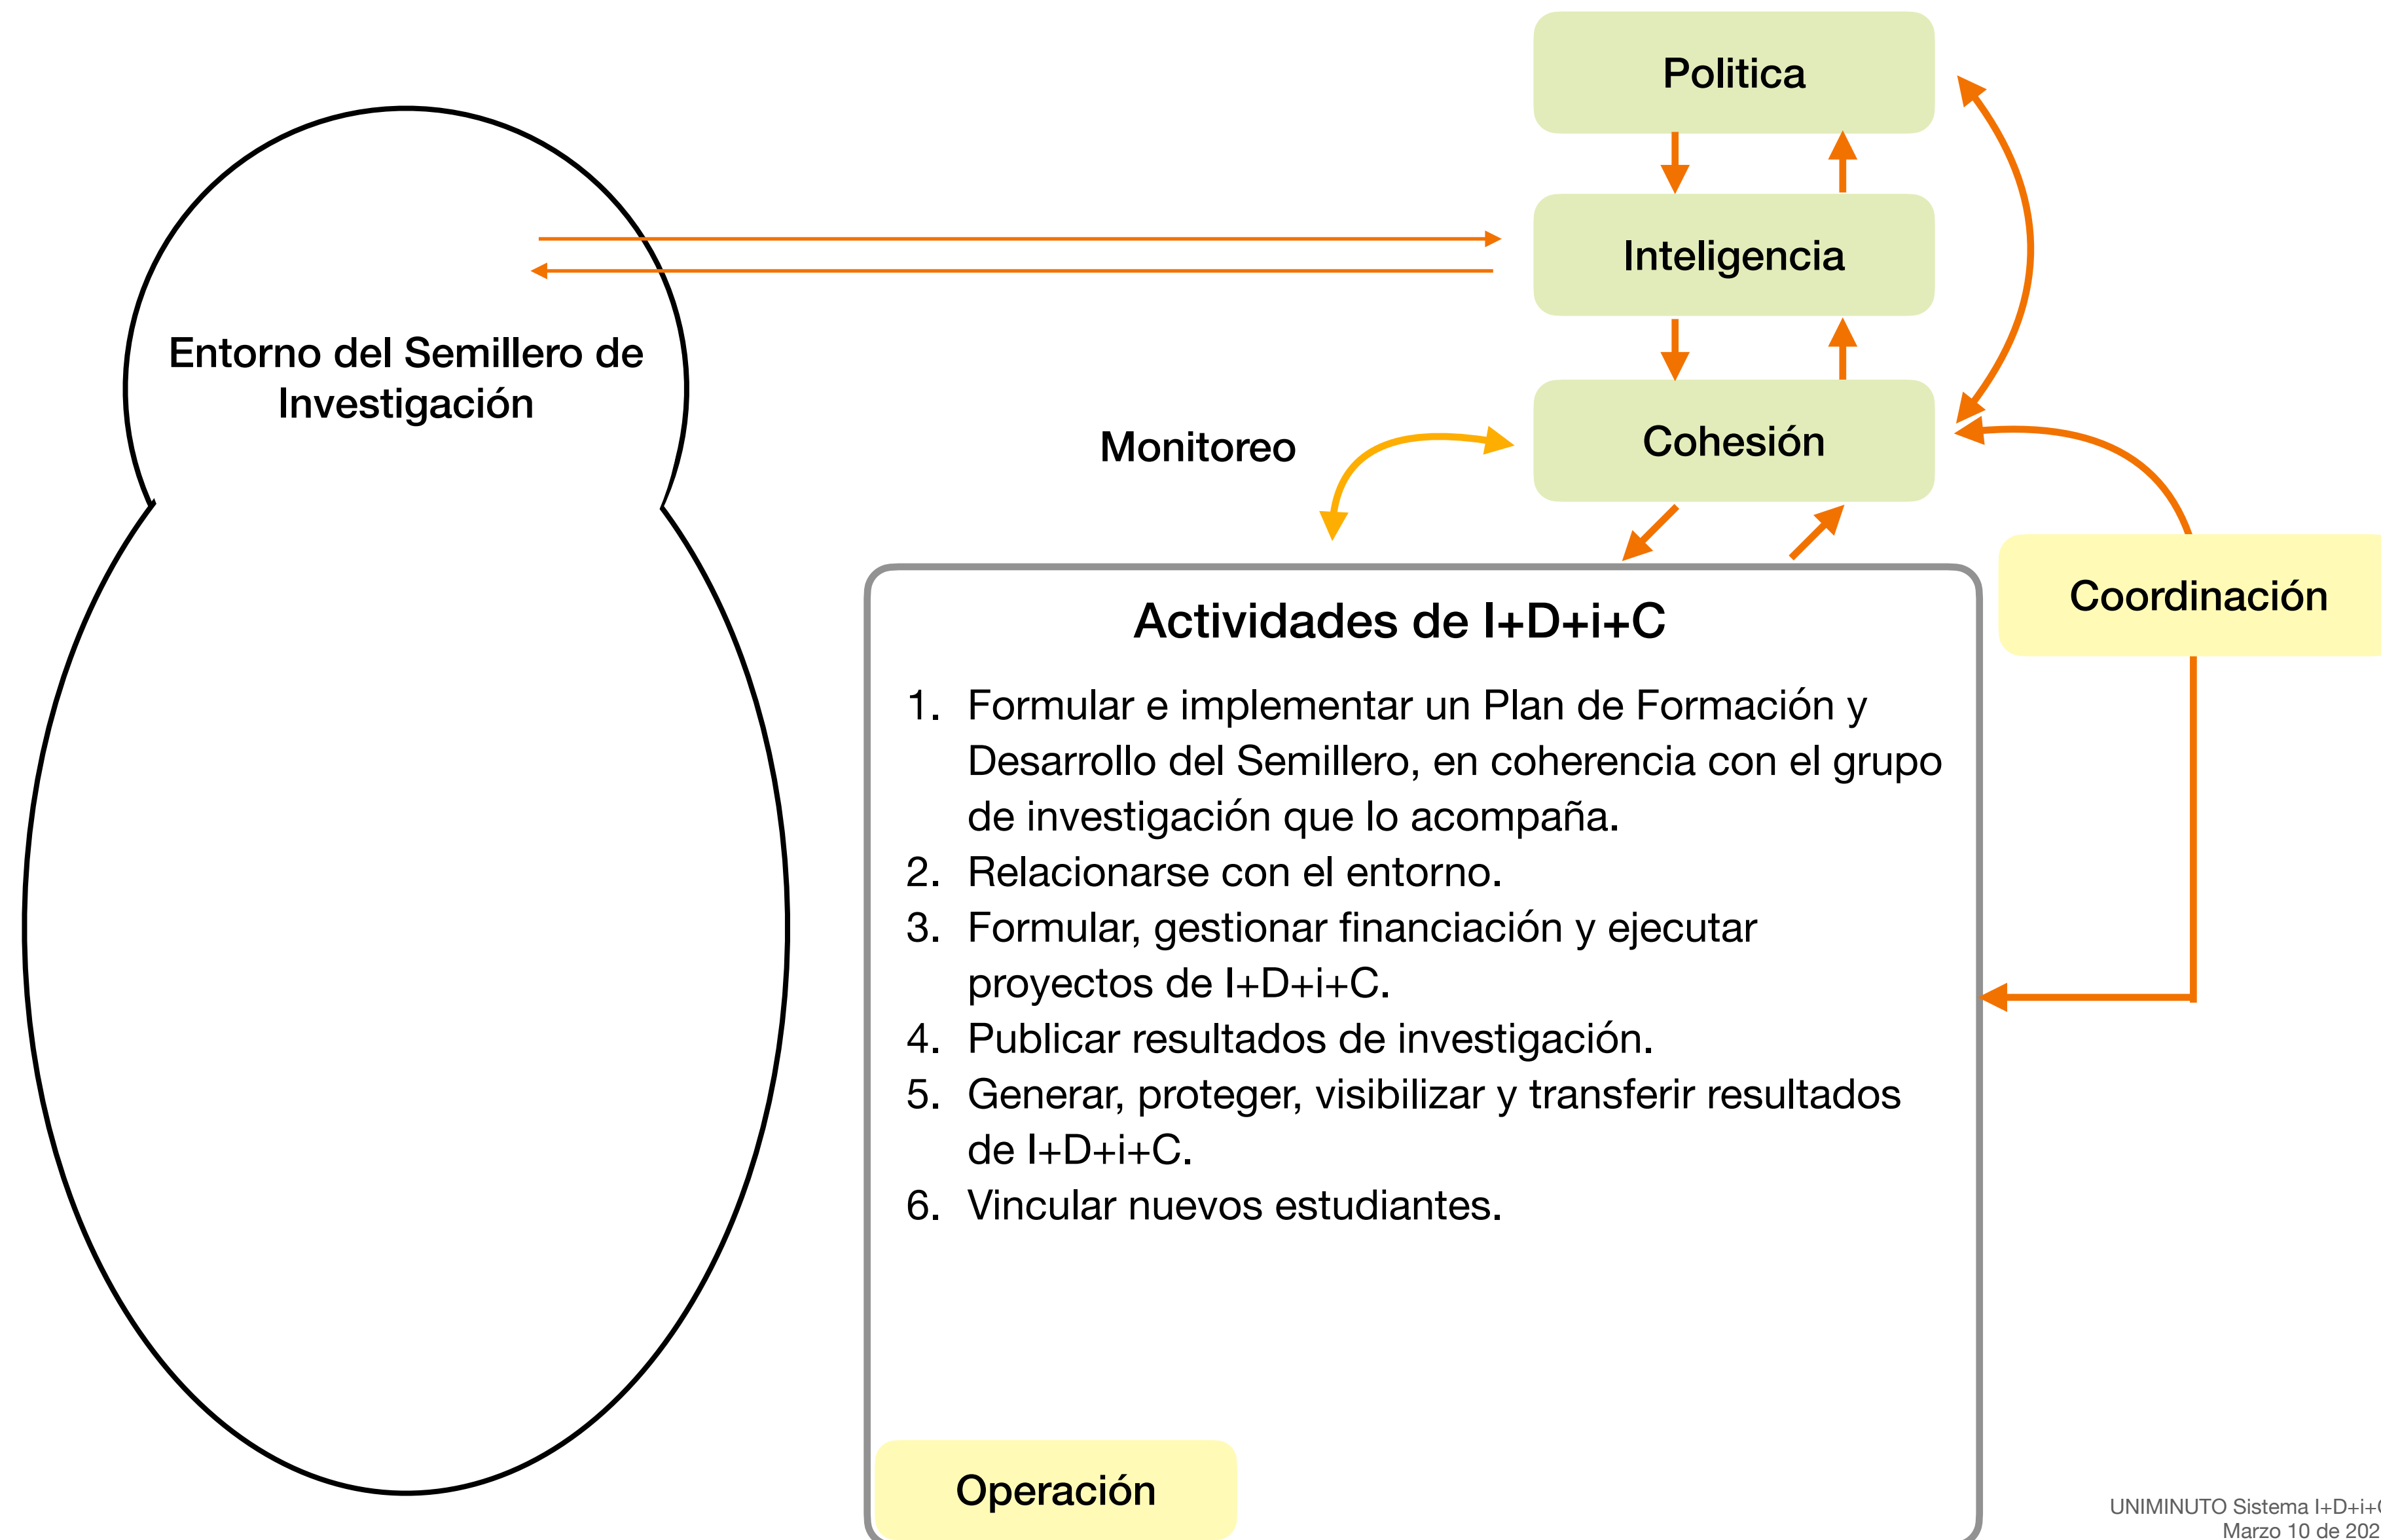 Politica
Inteligencia
Entorno del Semillero de
Investigación
Monitoreo
Cohesión
Coordinación
Actividades de I+D+i+C
1. Formular e implementar un Plan de Formación y
Desarrollo del Semillero, en coherencia con el grupo
de investigación que lo acompaña.
2. Relacionarse con el entorno.
3. Formular, gestionar financiación y ejecutar
proyectos de I+D+i+C.
4. Publicar resultados de investigación.
5. Generar, proteger, visibilizar y transferir resultados
de I+D+i+C.
6. Vincular nuevos estudiantes.
Operación
UNIMINUTO Sistema
Marzo 10 de